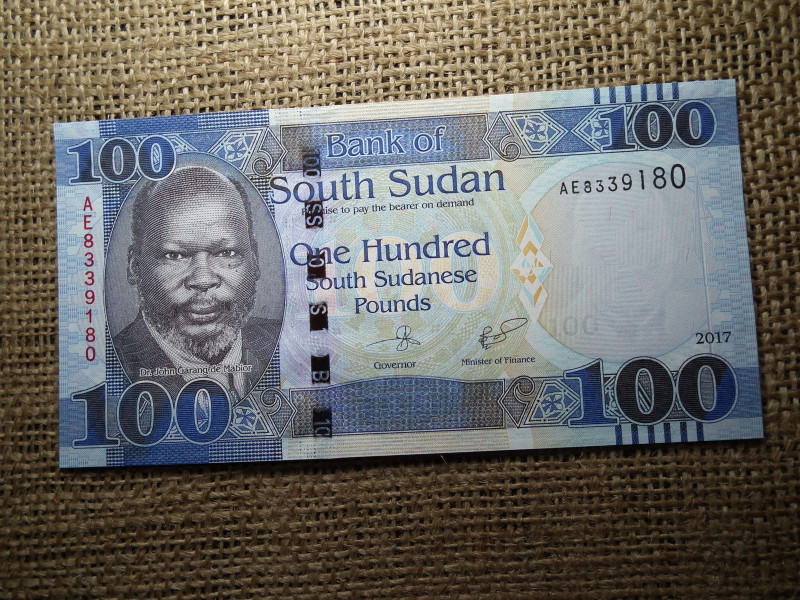 100
Bank of
100
South Sudan
AE8339180
promise to pay the bearer on demand
AE8339180
One Hundred
South Sudanese
Pounds
100
2017
Governor
Minister of Finance
Dr. John Garang de Mabior
100
100